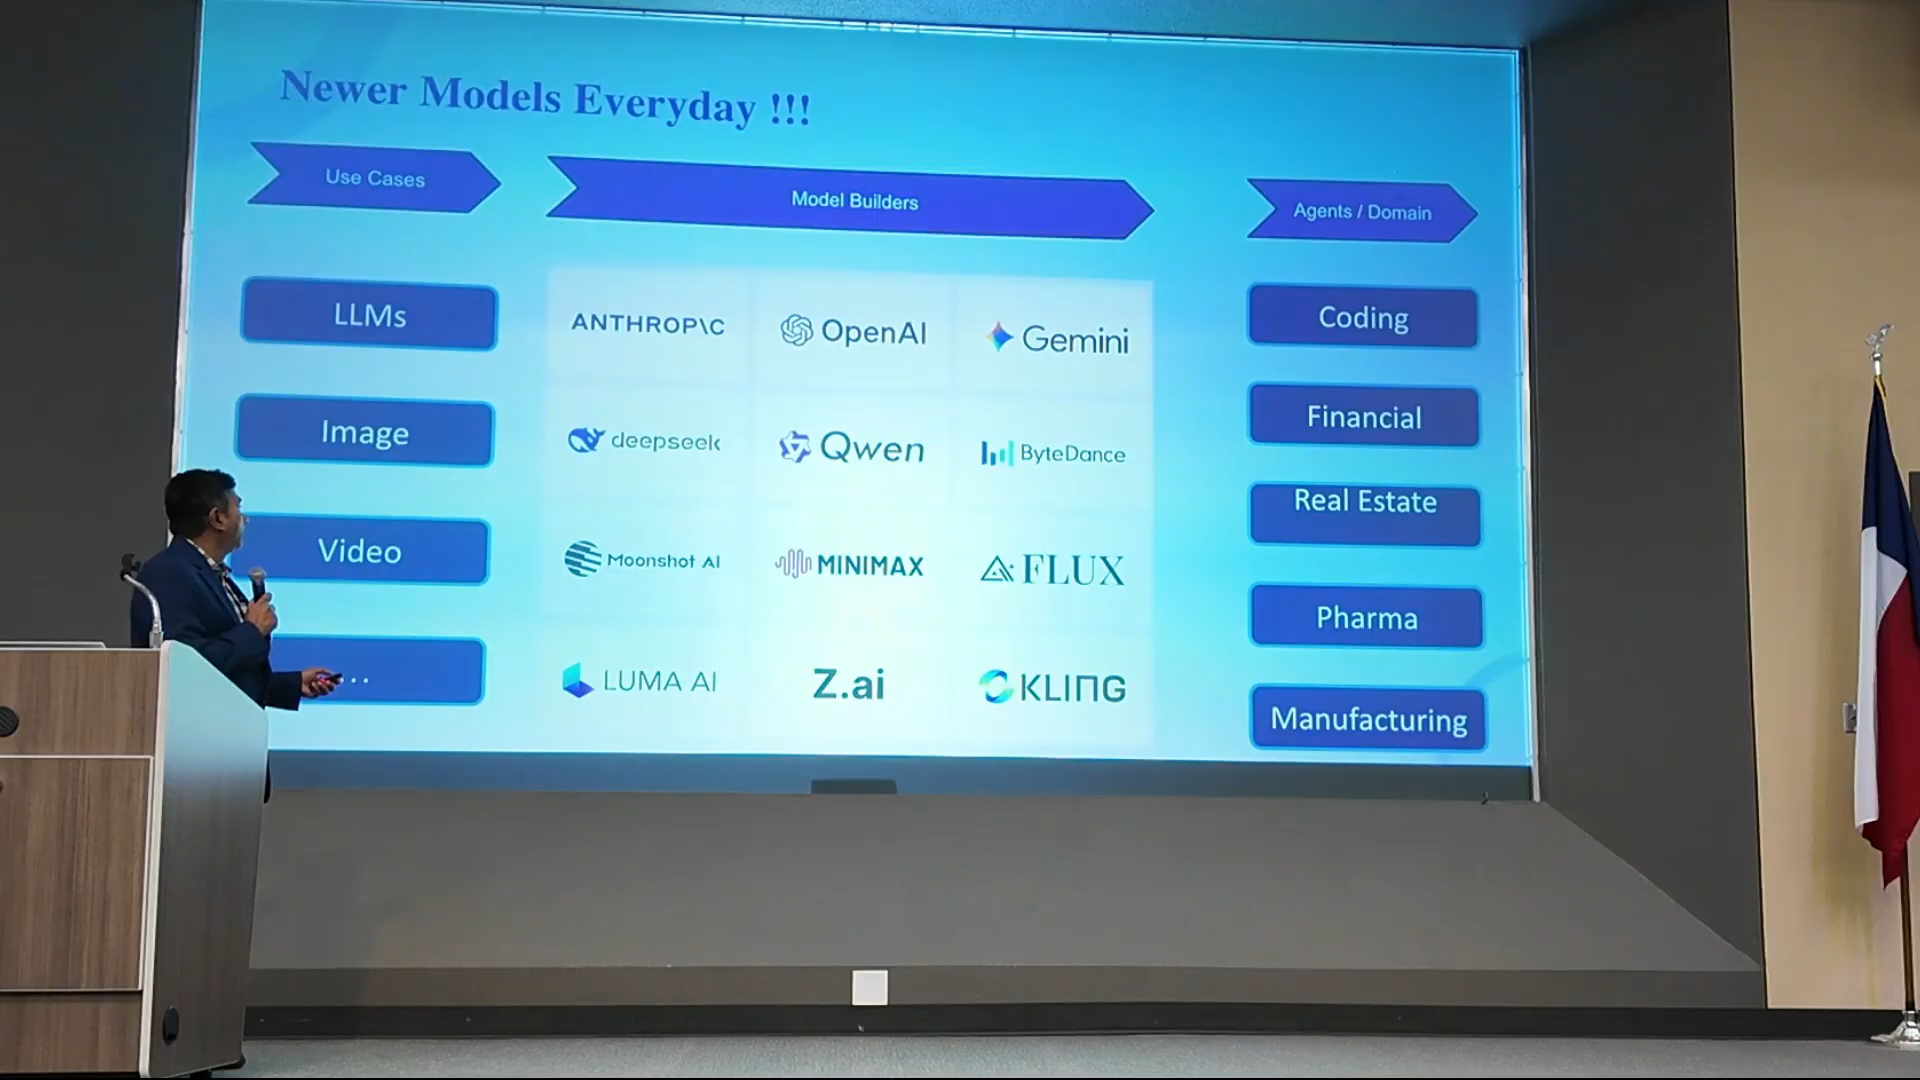 Newer Models Everyday !!!
Use Cases
Model Builders
Agents / Domain
LLMs
Image
Video
...
ANTHROP\C
OpenAI
Gemini
deepseek
Qwen
ByteDance
Moonshot AI
MINIMAX
FLUX
LUMA AI
Z.ai
KLING
Coding
Financial
Real Estate
Pharma
Manufacturing